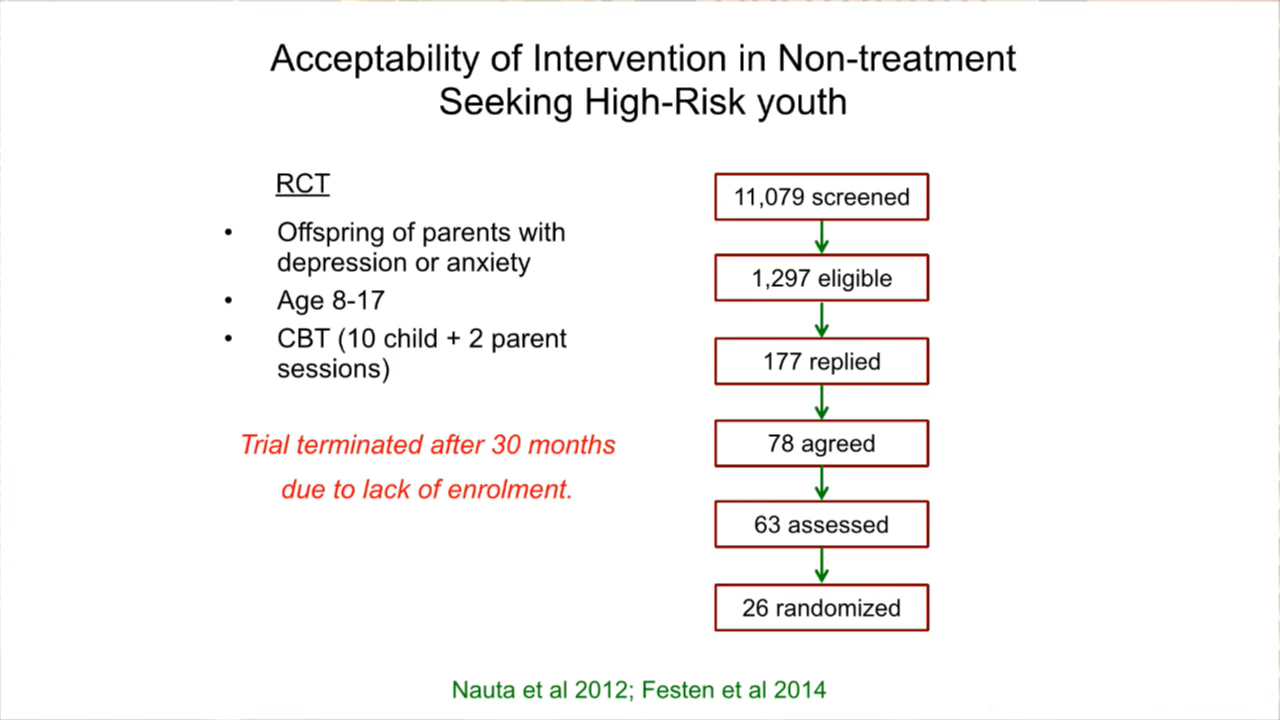 Acceptability of Intervention in Non-treatment
Seeking High-Risk youth
RCT
• Offspring of parents with
depression or anxiety
• Age 8-17
• CBT (10 child + 2 parent
sessions)
Trial terminated after 30 months
due to lack of enrolment.
11,079 screened
1,297 eligible
177 replied
78 agreed
63 assessed
26 randomized
Nauta et al 2012; Festen et al 2014